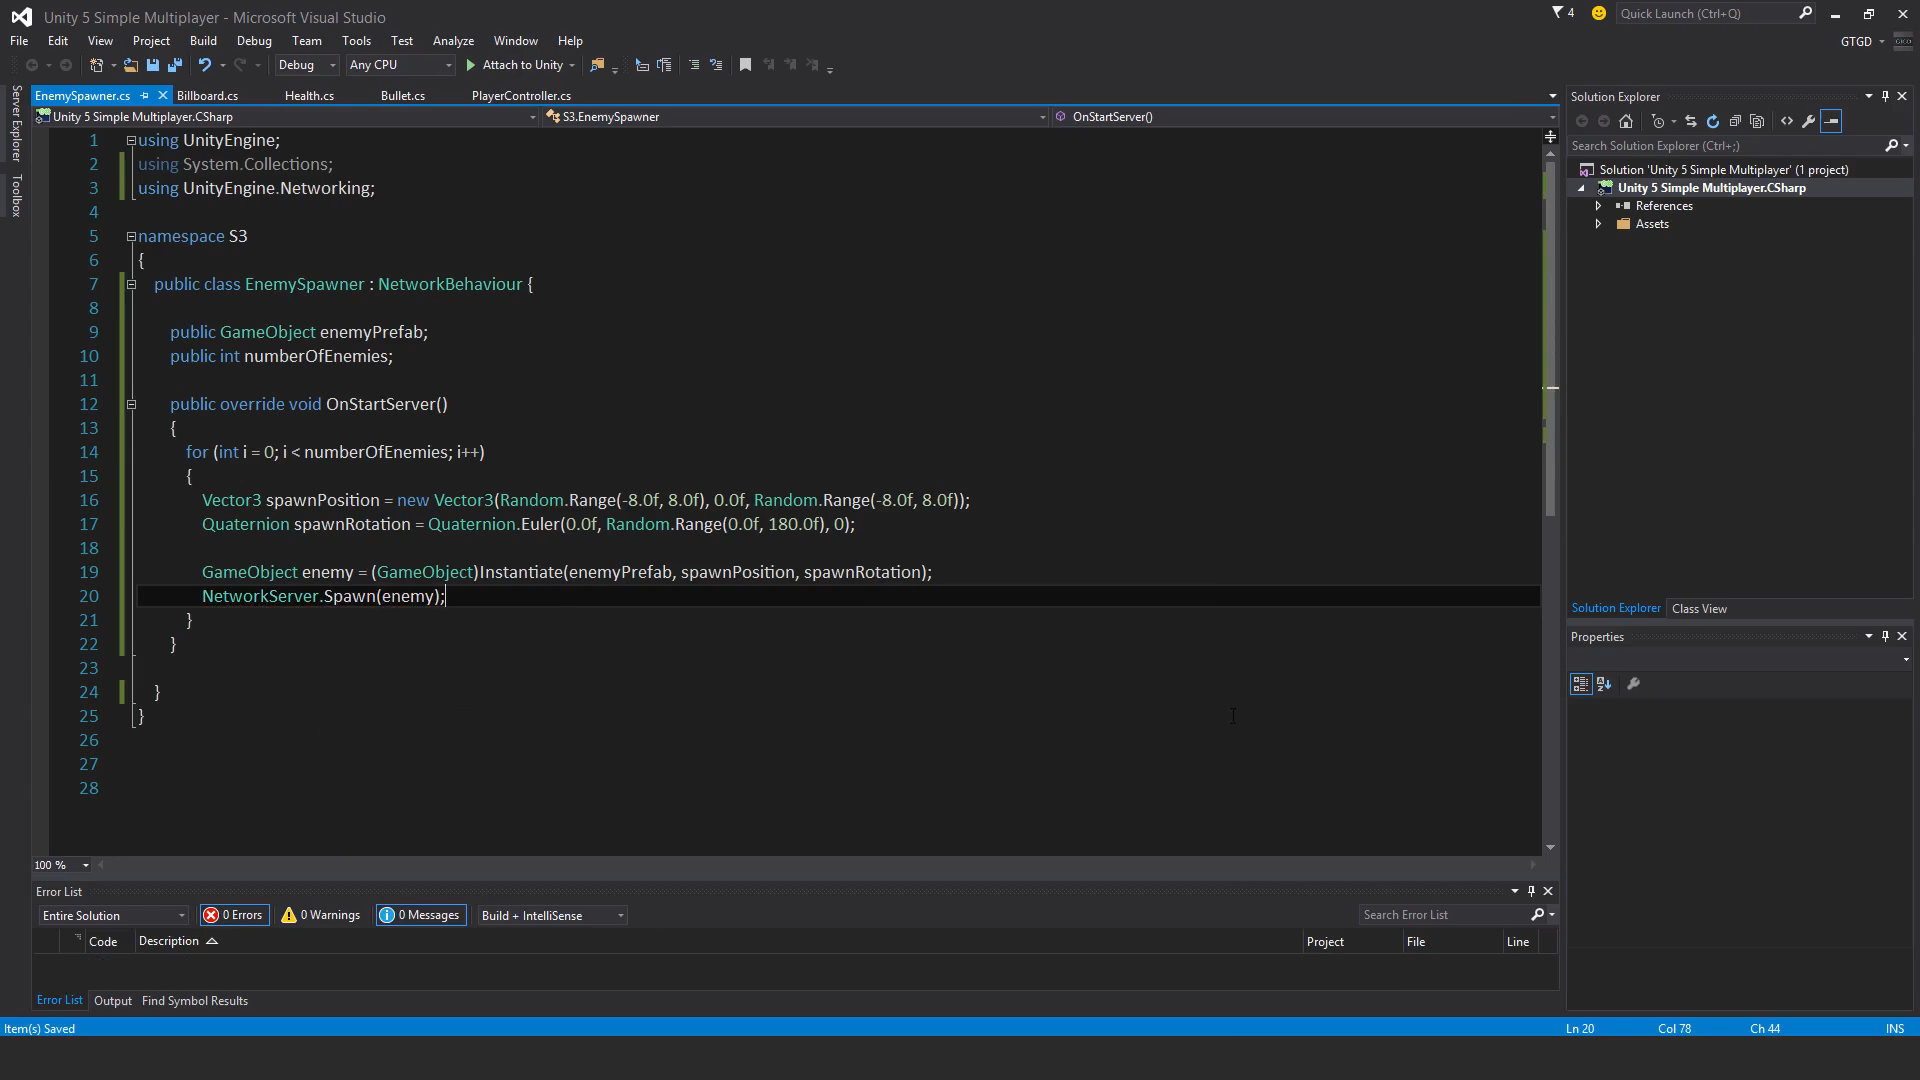 Unity 5 Simple Multiplayer - Microsoft Visual Studio
4
Quick Launch (Ctrl+Q)
File Edit View Project Build Debug Team Tools Test Analyze Window Help
GTGD
Debug Any CPU Attach to Unity
Server Explorer
Toolbox
EnemySpawner.cs Billboard.cs Health.cs Bullet.cs PlayerController.cs
Unity 5 Simple Multiplayer.CSharp S3.EnemySpawner OnStartServer()
1 using UnityEngine;
2 using System.Collections;
3 using UnityEngine.Networking;
4
5 namespace S3
6 {
7 public class EnemySpawner : NetworkBehaviour {
8
9 public GameObject enemyPrefab;
10 public int numberOfEnemies;
11
12 public override void OnStartServer()
13 {
14 for (int i = 0; i < numberOfEnemies; i++)
15 {
16 Vector3 spawnPosition = new Vector3(Random.Range(-8.0f, 8.0f), 0.0f, Random.Range(-8.0f, 8.0f));
17 Quaternion spawnRotation = Quaternion.Euler(0.0f, Random.Range(0.0f, 180.0f), 0);
18
19 GameObject enemy = (GameObject)Instantiate(enemyPrefab, spawnPosition, spawnRotation);
20 NetworkServer.Spawn(enemy);
21 }
22 }
23
24 }
25 }
26
27
28
100 %
Solution Explorer
Search Solution Explorer (Ctrl+;)
Solution 'Unity 5 Simple Multiplayer' (1 project)
Unity 5 Simple Multiplayer.CSharp
References
Assets
Solution Explorer Class View
Properties
Error List
Entire Solution 0 Errors 0 Warnings 0 Messages Build + IntelliSense Search Error List
Code Description Project File Line
Error List Output Find Symbol Results
Item(s) Saved Ln 20 Col 78 Ch 44 INS